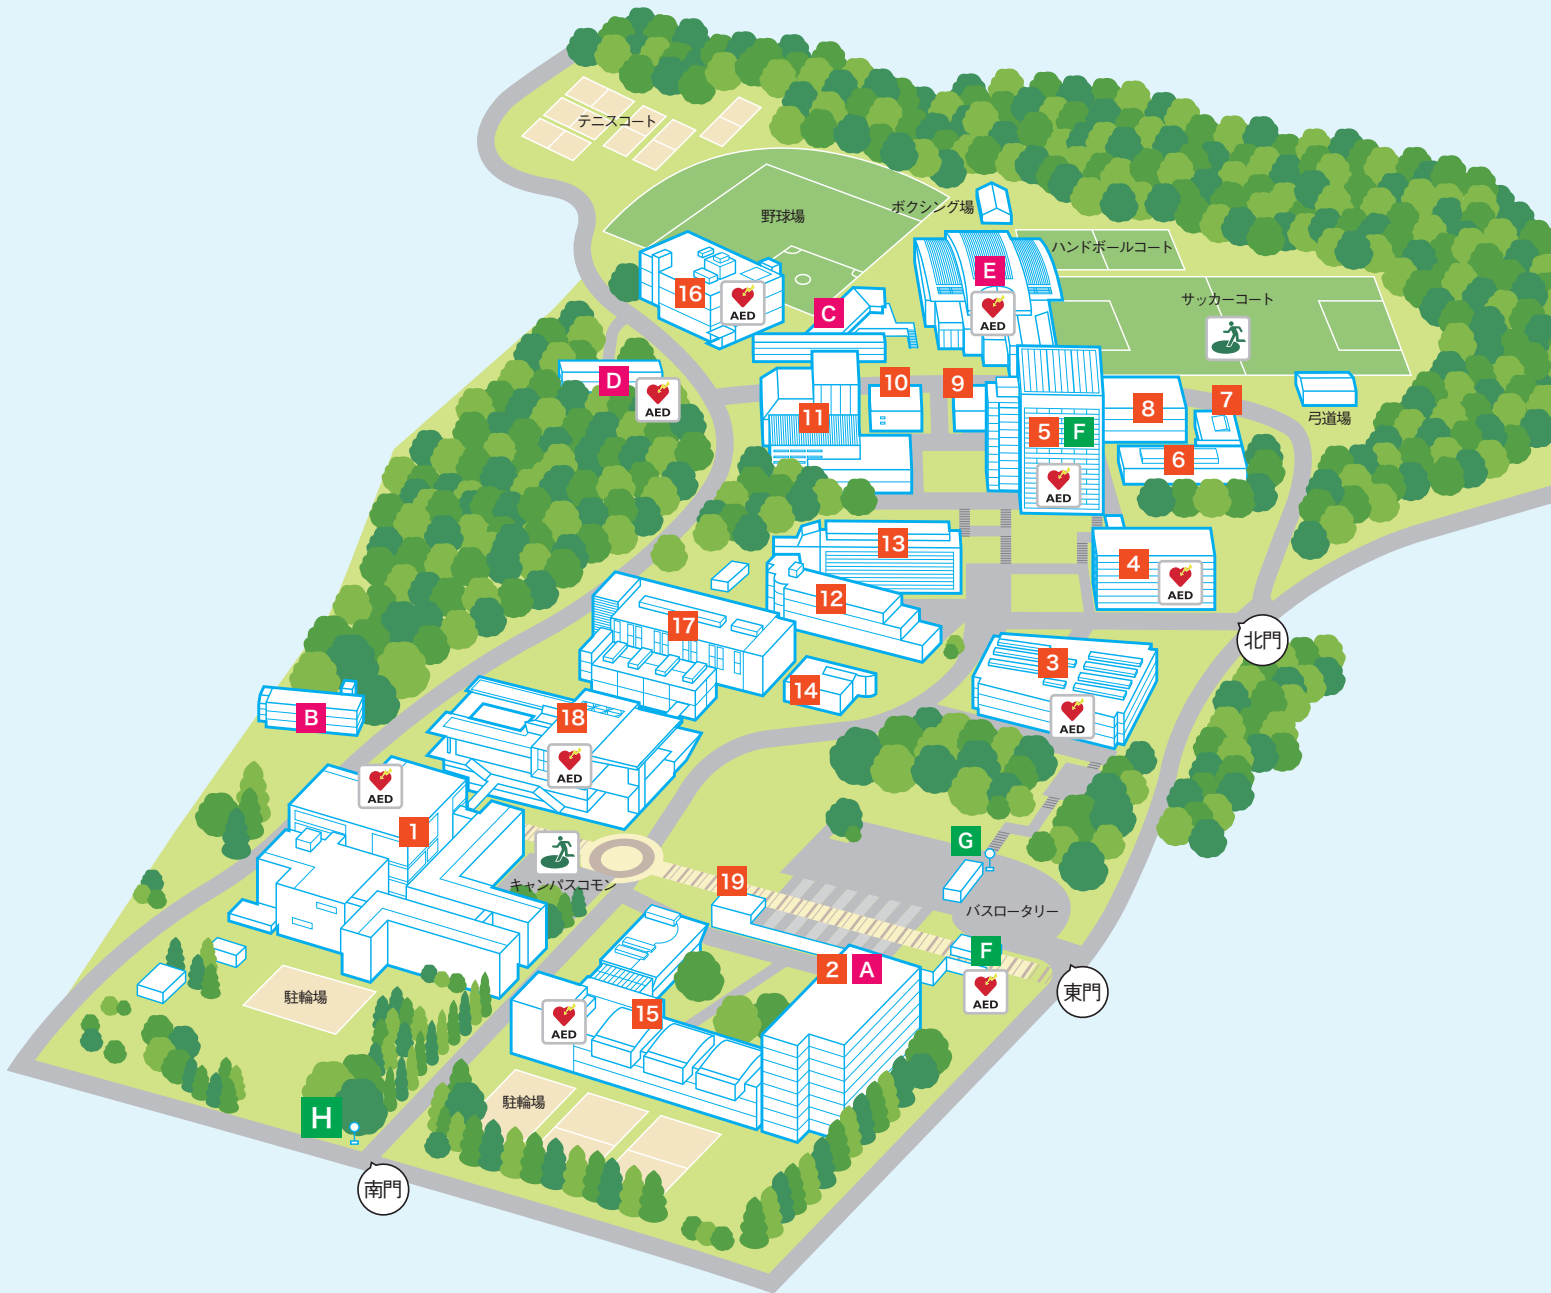 テニスコート
野球場
ボクシング場
ハンドボールコート
E
AED
16
AED
C
サッカーコート
D
AED
10
9
11
8
7
弓道場
5 F
AED
6
13
4
AED
12
17
北門
3
AED
14
B
18
AED
AED
1
キャンパスコモン
G
19
バスロータリー
F
AED
2 A
東門
駐輪場
15
AED
駐輪場
H
南門